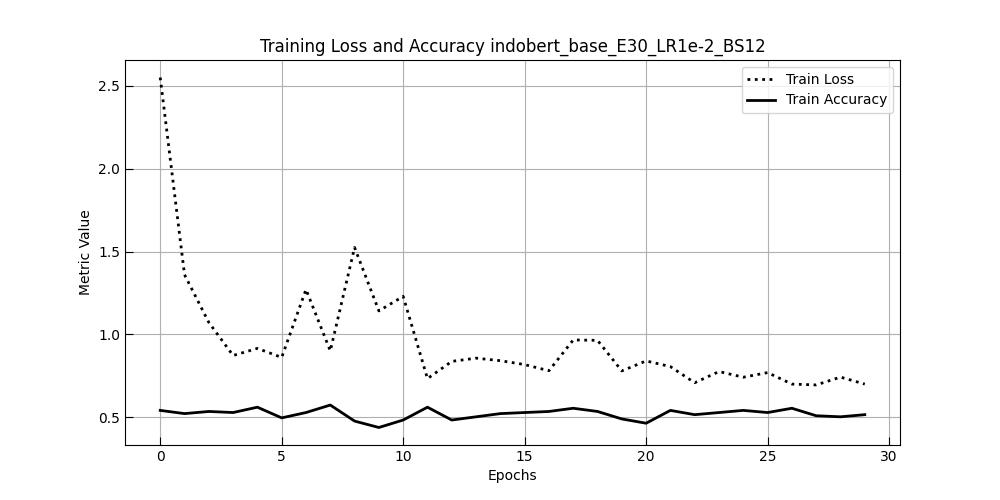 Training Loss and Accuracy indobert_base_E30_LR1e-2_BS12
Train Loss
Train Accuracy
2.5
2.0
1.5
1.0
0.5
Metric Value
0 5 10 15 20 25 30
Epochs